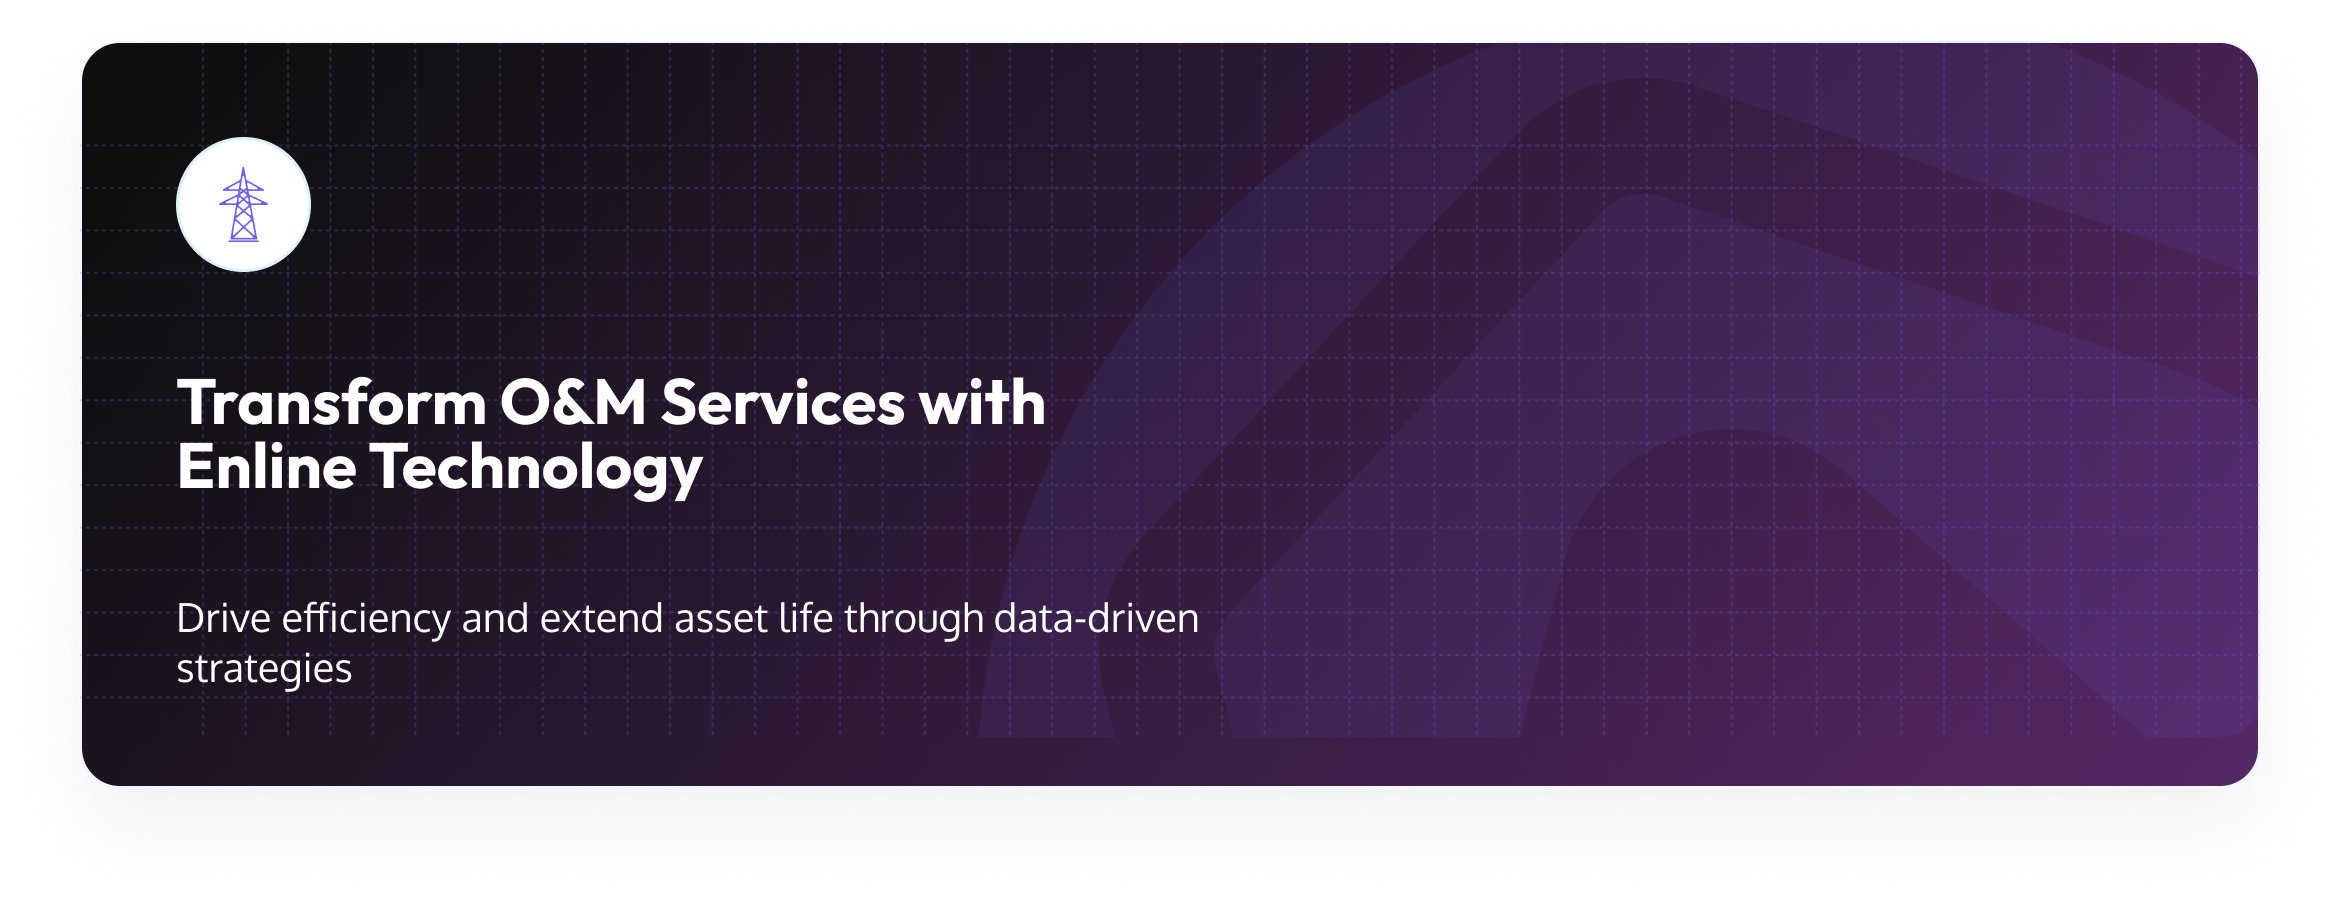 Transform O&M Services with
Enline Technology
Drive efficiency and extend asset life through data-driven
strategies